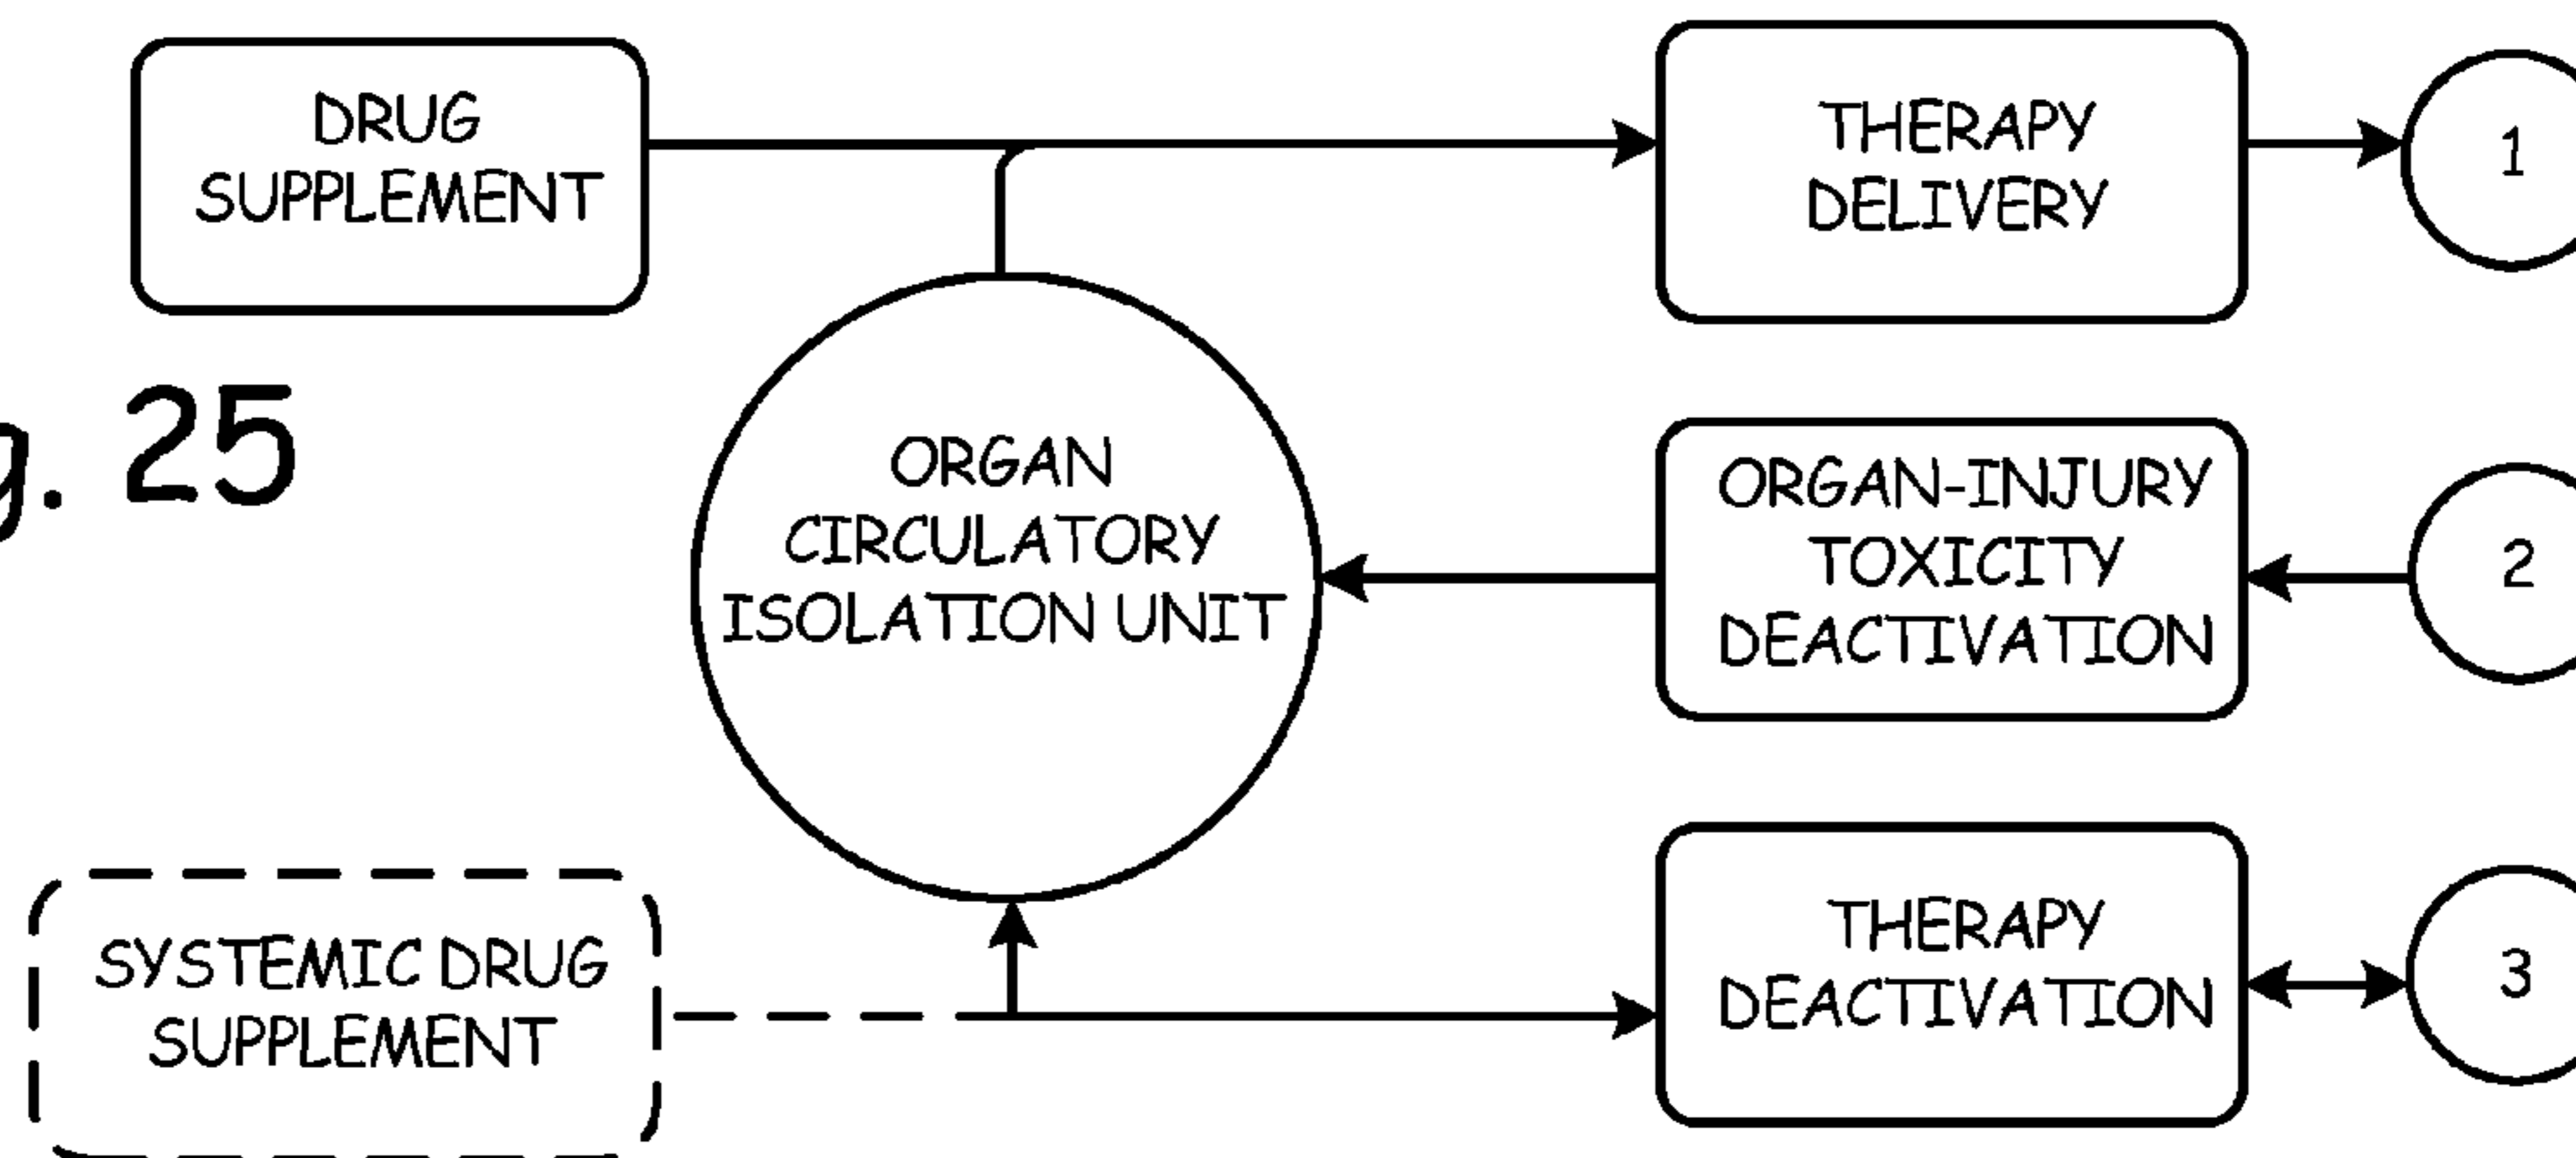 DRUG
SUPPLEMENT
THERAPY
DELIVERY
1
g. 25
ORGAN
CIRCULATORY
ISOLATION UNIT
ORGAN-INJURY
TOXICITY
DEACTIVATION
2
SYSTEMIC DRUG
SUPPLEMENT
THERAPY
DEACTIVATION
3